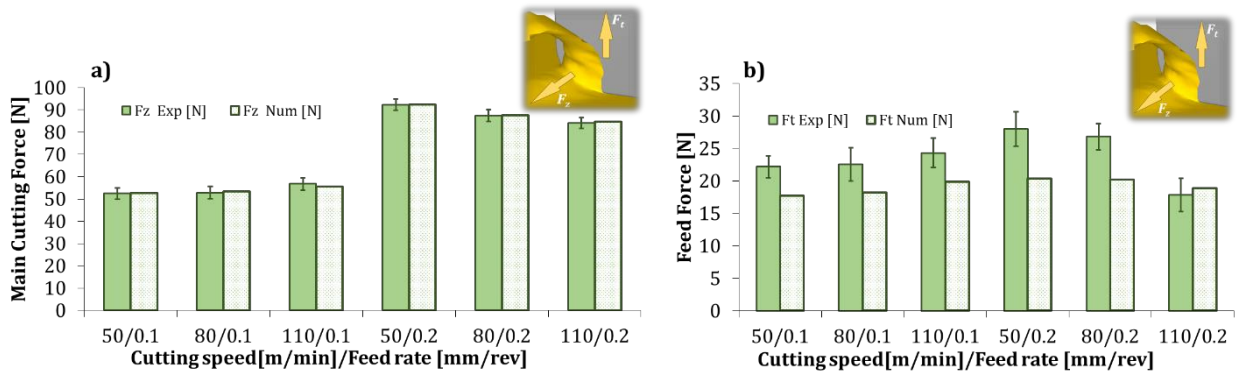 a)
Main Cutting Force [N]
100
90
80
70
60
50
40
30
20
10
0
Fz Exp [N] Fz Num [N]
Ft
Fz
50/0.1 80/0.1 110/0.1 50/0.2 80/0.2 110/0.2
Cutting speed[m/min]/Feed rate [mm/rev]
b)
Feed Force [N]
35
30
25
20
15
10
5
0
Ft Exp [N] Ft Num [N]
Ft
Fz
50/0.1 80/0.1 110/0.1 50/0.2 80/0.2 110/0.2
Cutting speed[m/min]/Feed rate [mm/rev]